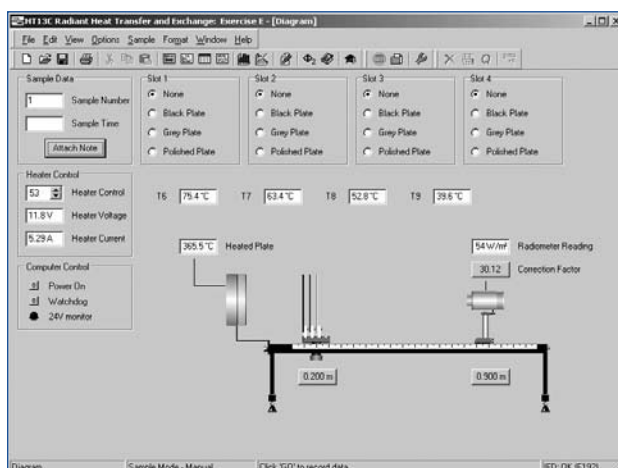 HT13C Radiant Heat Transfer and Exchange: Exercise E - [Diagram]
File Edit View Options Sample Format Window Help
Sample Data
1 Sample Number
Sample Time
Attach Note
Slot 1
None
Black Plate
Grey Plate
Polished Plate
Slot 2
None
Black Plate
Grey Plate
Polished Plate
Slot 3
None
Black Plate
Grey Plate
Polished Plate
Slot 4
None
Black Plate
Grey Plate
Polished Plate
Heater Control
53 Heater Control
11.8 V Heater Voltage
5.29 A Heater Current
T6 75.4 °C T7 63.4 °C T8 52.8 °C T9 39.6 °C
365.5 °C Heated Plate
54 W/m² Radiometer Reading
30.12 Correction Factor
Computer Control
Power On
Watchdog
24V monitor
0.200 m
0.900 m
Diagram Sample Mode - Manual Click 'GO' to record data